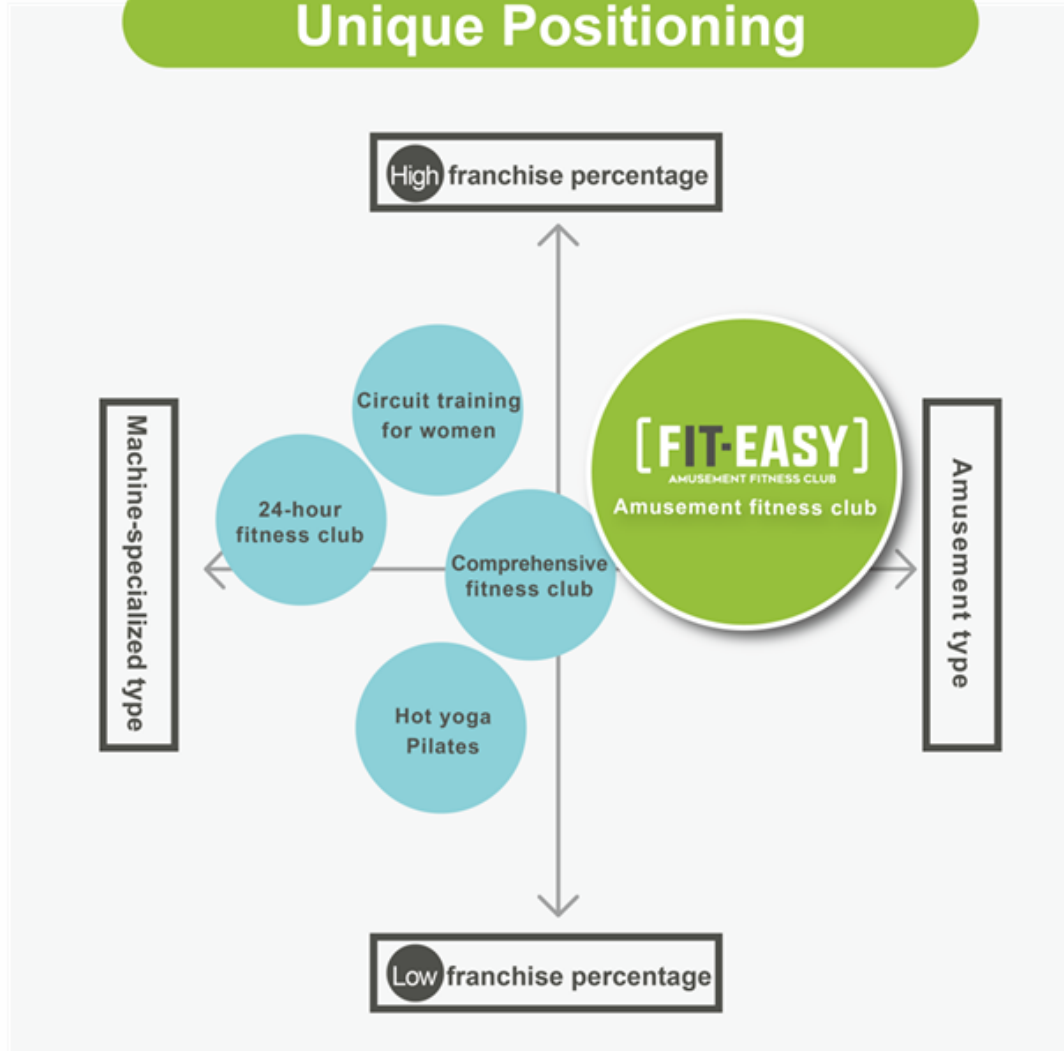 Unique Positioning
High franchise percentage
Circuit training
for women
24-hour
fitness club
Comprehensive
fitness club
Hot yoga
Pilates
[FIT-EASY]
AMUSEMENT FITNESS CLUB
Amusement fitness club
Machine-specialized type
Amusement type
Low franchise percentage